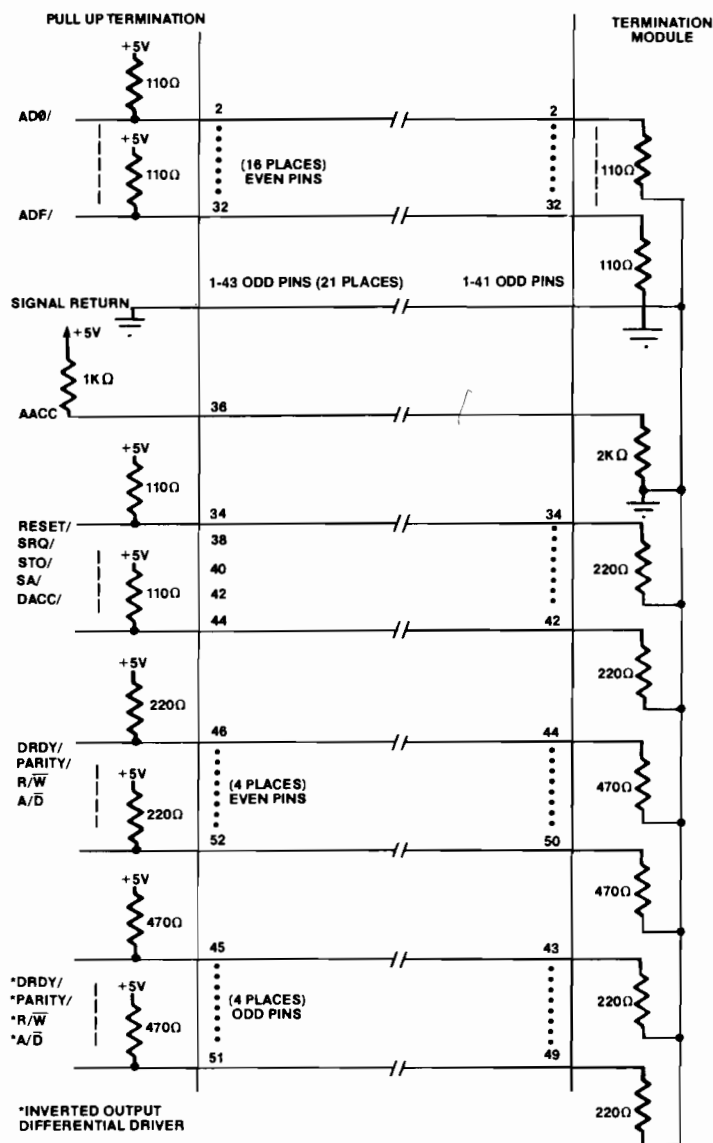 PULL UP TERMINATION
TERMINATION
MODULE
+5V
110Ω
ADØ/
2
2
+5V
110Ω
(16 PLACES)
EVEN PINS
110Ω
ADF/
32
32
1-43 ODD PINS (21 PLACES)
1-41 ODD PINS
110Ω
SIGNAL RETURN
+5V
1KΩ
AACC
36
2KΩ
+5V
110Ω
RESET/
34
34
SRQ/
38
STO/
+5V
40
220Ω
SA/
110Ω
42
DACC/
44
42
+5V
220Ω
220Ω
DRDY/
46
44
PARITY/
R/W̅
+5V
(4 PLACES)
EVEN PINS
470Ω
A/D̅
220Ω
52
50
+5V
470Ω
470Ω
45
43
*DRDY/
+5V
(4 PLACES)
ODD PINS
220Ω
*PARITY/
*R/W̅
470Ω
*A/D̅
51
49
*INVERTED OUTPUT
DIFFERENTIAL DRIVER
220Ω